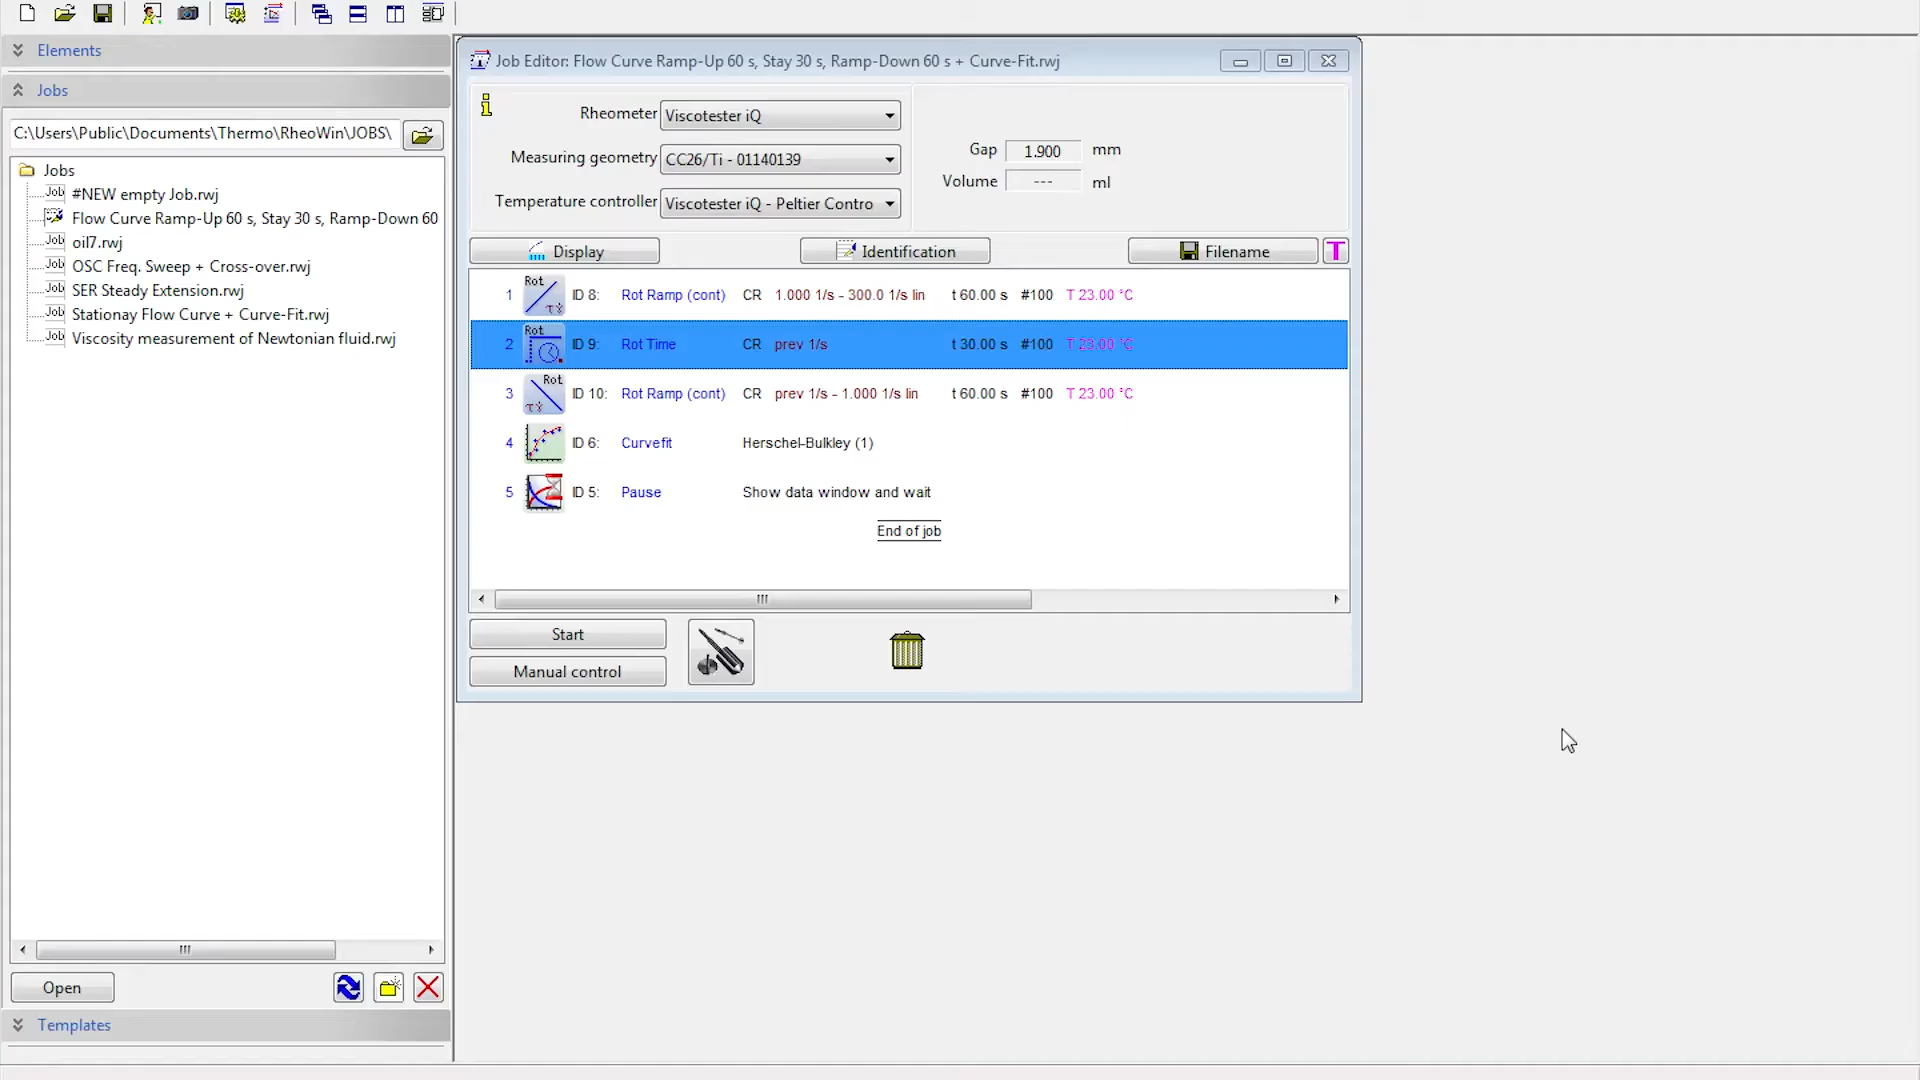 Elements
Jobs
C:\Users\Public\Documents\Thermo\RheoWin\JOBS\
Jobs
Job #NEW empty Job.rwj
Flow Curve Ramp-Up 60 s, Stay 30 s, Ramp-Down 60
Job oil7.rwj
Job OSC Freq. Sweep + Cross-over.rwj
Job SER Steady Extension.rwj
Job Stationay Flow Curve + Curve-Fit.rwj
Job Viscosity measurement of Newtonian fluid.rwj
Open
Templates
Job Editor: Flow Curve Ramp-Up 60 s, Stay 30 s, Ramp-Down 60 s + Curve-Fit.rwj
Rheometer Viscotester iQ
Measuring geometry CC26/Ti - 01140139
Temperature controller Viscotester iQ - Peltier Contro
Gap 1.900 mm
Volume --- ml
Display Identification Filename T
1 Rot τγ̇ ID 8: Rot Ramp (cont) CR 1.000 1/s - 300.0 1/s lin t 60.00 s #100 T 23.00 °C
2 Rot ID 9: Rot Time CR prev 1/s t 30.00 s #100 T 23.00 °C
3 Rot τγ̇ ID 10: Rot Ramp (cont) CR prev 1/s - 1.000 1/s lin t 60.00 s #100 T 23.00 °C
4 ID 6: Curvefit Herschel-Bulkley (1)
5 ID 5: Pause Show data window and wait
End of job
Start
Manual control